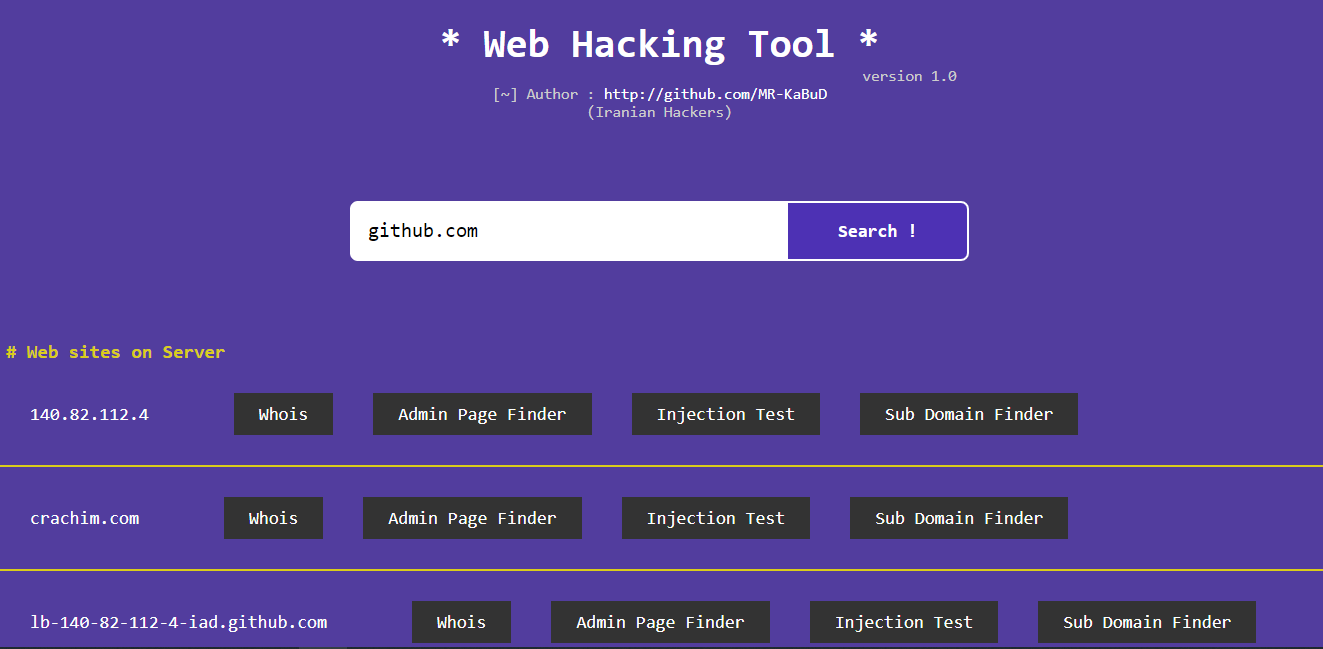 * Web Hacking Tool *
version 1.0
[~] Author : http://github.com/MR-KaBuD
(Iranian Hackers)
github.com Search !
# Web sites on Server
140.82.112.4 Whois Admin Page Finder Injection Test Sub Domain Finder
crachim.com Whois Admin Page Finder Injection Test Sub Domain Finder
lb-140-82-112-4-iad.github.com Whois Admin Page Finder Injection Test Sub Domain Finder